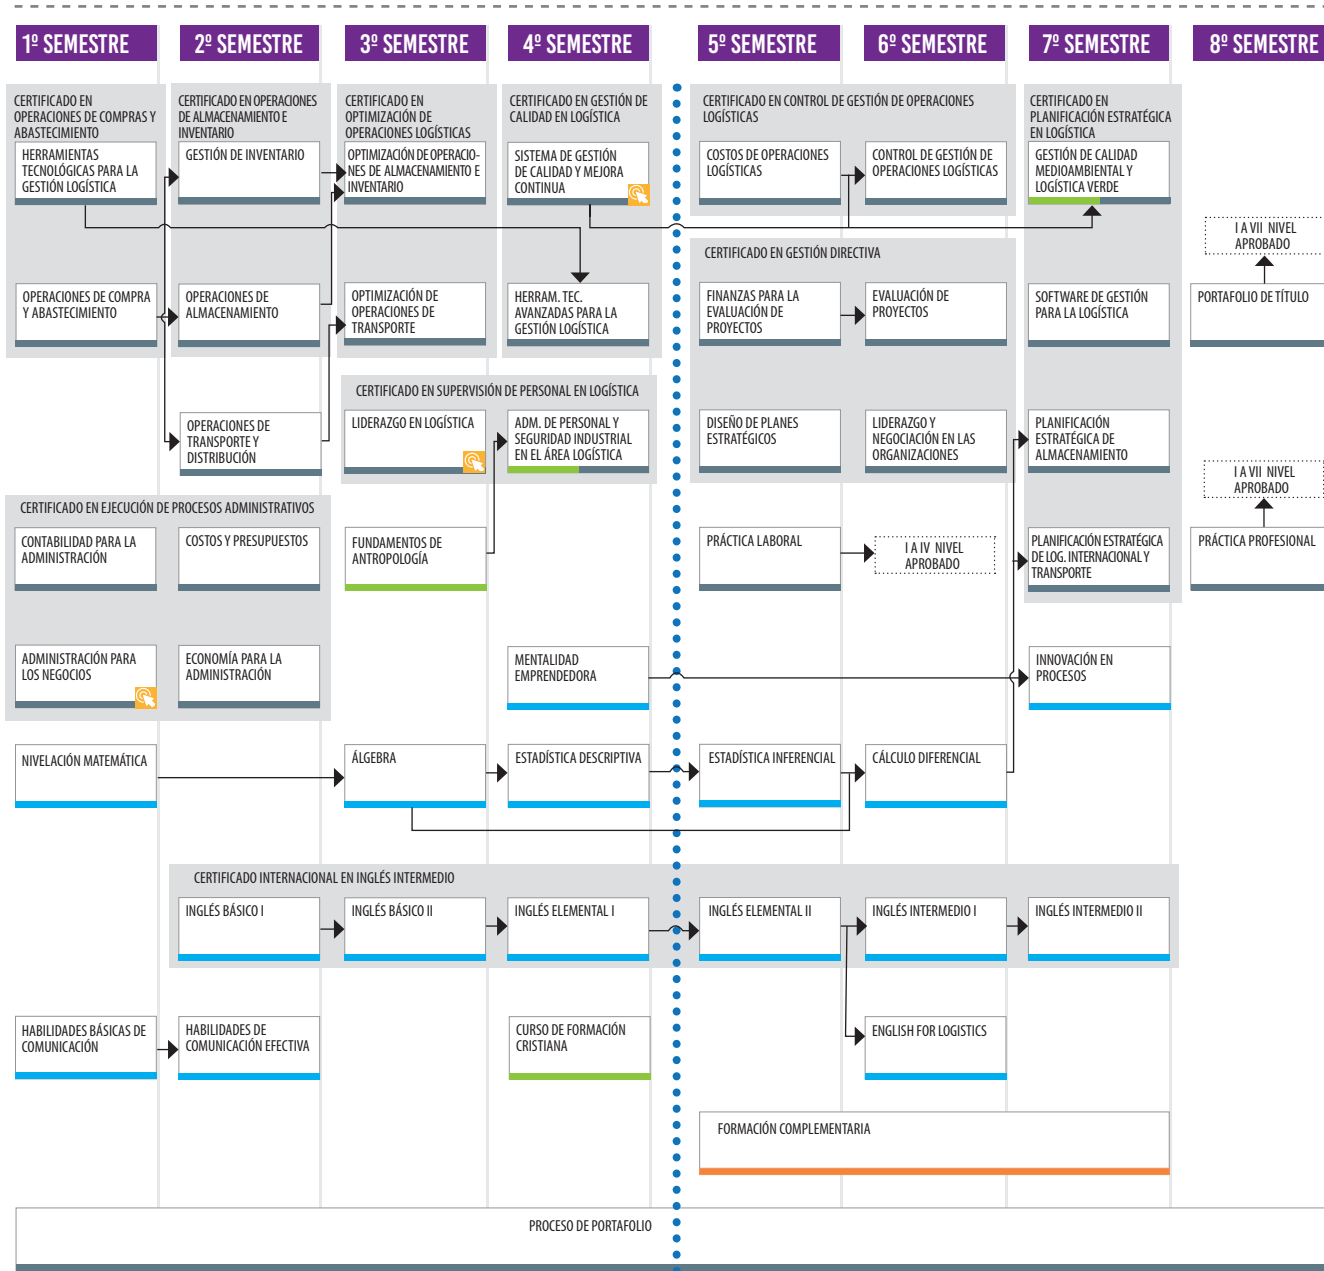 1º SEMESTRE
2º SEMESTRE
3º SEMESTRE
4º SEMESTRE
5º SEMESTRE
6º SEMESTRE
7º SEMESTRE
8º SEMESTRE
CERTIFICADO EN
OPERACIONES DE COMPRAS Y
ABASTECIMIENTO
CERTIFICADO EN OPERACIONES
DE ALMACENAMIENTO E
INVENTARIO
CERTIFICADO EN
OPTIMIZACIÓN DE
OPERACIONES LOGÍSTICAS
CERTIFICADO EN GESTIÓN DE
CALIDAD EN LOGÍSTICA
CERTIFICADO EN CONTROL DE GESTIÓN DE OPERACIONES
LOGÍSTICAS
CERTIFICADO EN
PLANIFICACIÓN ESTRATÉGICA
EN LOGÍSTICA
HERRAMIENTAS
TECNOLÓGICAS PARA LA
GESTIÓN LOGÍSTICA
GESTIÓN DE INVENTARIO
OPTIMIZACIÓN DE OPERACIO-
NES DE ALMACENAMIENTO E
INVENTARIO
SISTEMA DE GESTIÓN
DE CALIDAD Y MEJORA
CONTINUA
COSTOS DE OPERACIONES
LOGÍSTICAS
CONTROL DE GESTIÓN DE
OPERACIONES LOGÍSTICAS
GESTIÓN DE CALIDAD
MEDIOAMBIENTAL Y
LOGÍSTICA VERDE
I A VII NIVEL
APROBADO
CERTIFICADO EN GESTIÓN DIRECTIVA
OPERACIONES DE COMPRA
Y ABASTECIMIENTO
OPERACIONES DE
ALMACENAMIENTO
OPTIMIZACIÓN DE
OPERACIONES DE
TRANSPORTE
HERRAM. TEC.
AVANZADAS PARA LA
GESTIÓN LOGÍSTICA
FINANZAS PARA LA
EVALUACIÓN DE
PROYECTOS
EVALUACIÓN DE
PROYECTOS
SOFTWARE DE GESTIÓN
PARA LA LOGÍSTICA
PORTAFOLIO DE TÍTULO
CERTIFICADO EN SUPERVISIÓN DE PERSONAL EN LOGÍSTICA
OPERACIONES DE
TRANSPORTE Y
DISTRIBUCIÓN
LIDERAZGO EN LOGÍSTICA
ADM. DE PERSONAL Y
SEGURIDAD INDUSTRIAL
EN EL ÁREA LOGÍSTICA
DISEÑO DE PLANES
ESTRATÉGICOS
LIDERAZGO Y
NEGOCIACIÓN EN LAS
ORGANIZACIONES
PLANIFICACIÓN
ESTRATÉGICA DE
ALMACENAMIENTO
I A VII NIVEL
APROBADO
CERTIFICADO EN EJECUCIÓN DE PROCESOS ADMINISTRATIVOS
CONTABILIDAD PARA LA
ADMINISTRACIÓN
COSTOS Y PRESUPUESTOS
FUNDAMENTOS DE
ANTROPOLOGÍA
PRÁCTICA LABORAL
I A IV NIVEL
APROBADO
PLANIFICACIÓN ESTRATÉGICA
DE LOG. INTERNACIONAL Y
TRANSPORTE
PRÁCTICA PROFESIONAL
ADMINISTRACIÓN PARA
LOS NEGOCIOS
ECONOMÍA PARA LA
ADMINISTRACIÓN
MENTALIDAD
EMPRENDEDORA
INNOVACIÓN EN
PROCESOS
NIVELACIÓN MATEMÁTICA
ÁLGEBRA
ESTADÍSTICA DESCRIPTIVA
ESTADÍSTICA INFERENCIAL
CÁLCULO DIFERENCIAL
CERTIFICADO INTERNACIONAL EN INGLÉS INTERMEDIO
INGLÉS BÁSICO I
INGLÉS BÁSICO II
INGLÉS ELEMENTAL I
INGLÉS ELEMENTAL II
INGLÉS INTERMEDIO I
INGLÉS INTERMEDIO II
HABILIDADES BÁSICAS DE
COMUNICACIÓN
HABILIDADES DE
COMUNICACIÓN EFECTIVA
CURSO DE FORMACIÓN
CRISTIANA
ENGLISH FOR LOGISTICS
FORMACIÓN COMPLEMENTARIA
PROCESO DE PORTAFOLIO